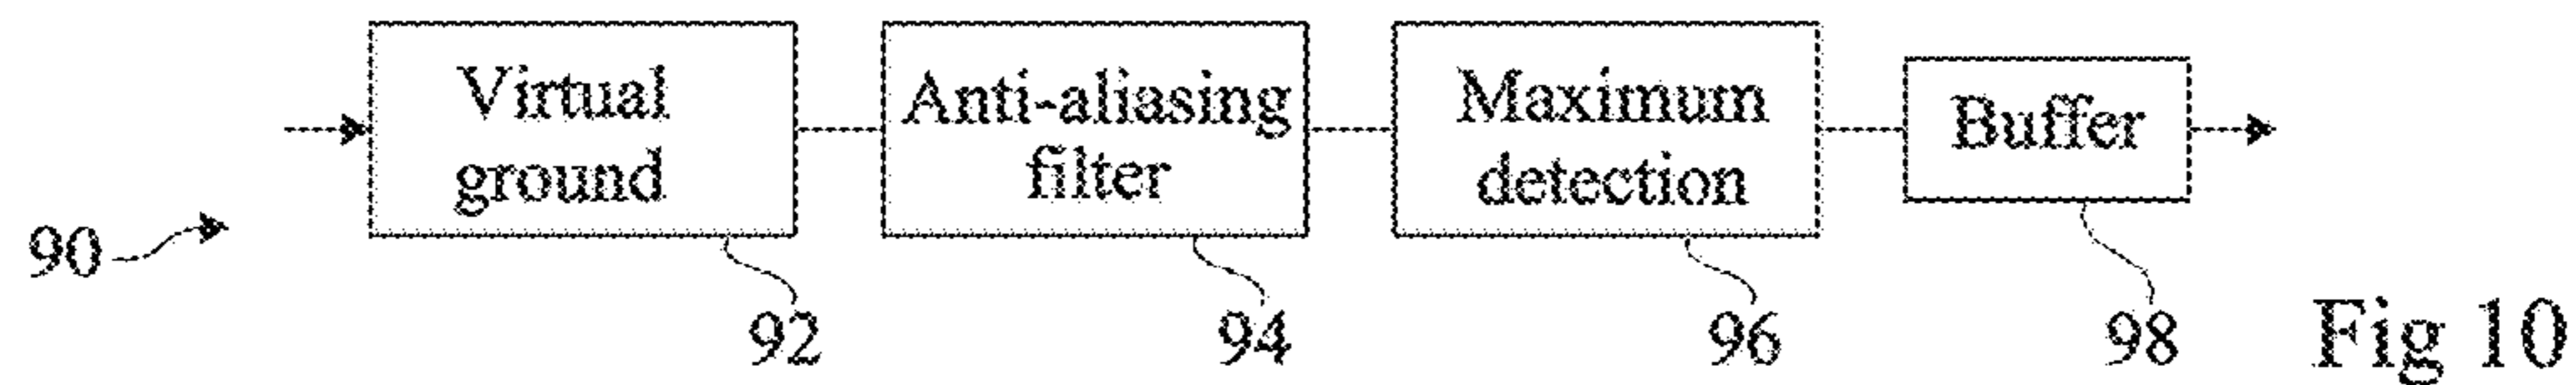 Virtual
ground
Anti-aliasing
filter
Maximum
detection
Buffer
90
92
94
96
98
Fig 10